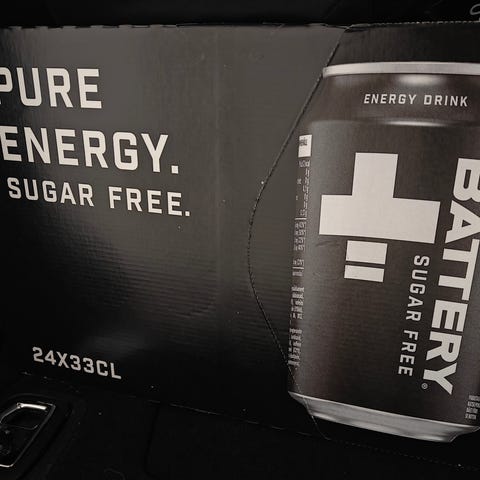 PURE
ENERGY.
SUGAR FREE.
24X33CL
ENERGY DRINK
BATTERY®
SUGAR FREE